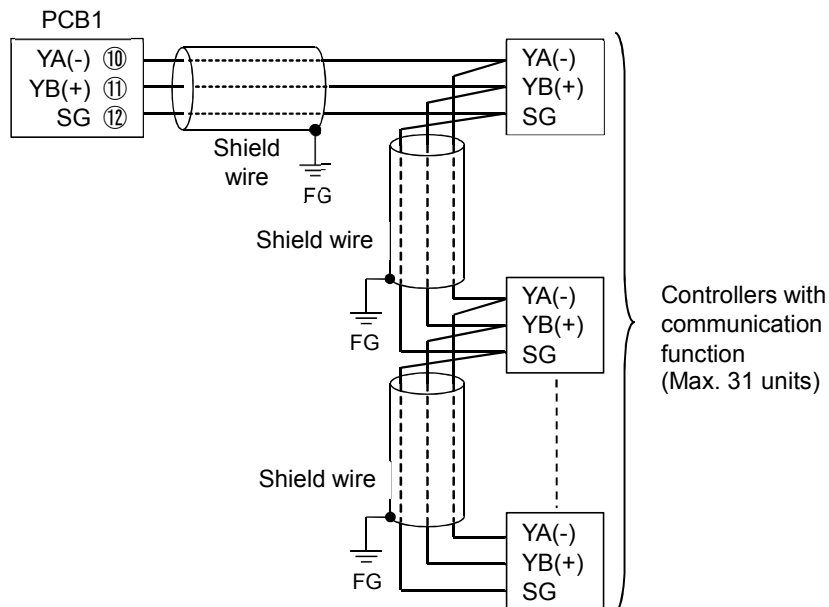 PCB1
YA(-) ⑩
YB(+) ⑪
SG ⑫
Shield
wire
FG
YA(-)
YB(+)
SG
Shield wire
FG
YA(-)
YB(+)
SG
Controllers with
communication
function
(Max. 31 units)
Shield wire
FG
YA(-)
YB(+)
SG